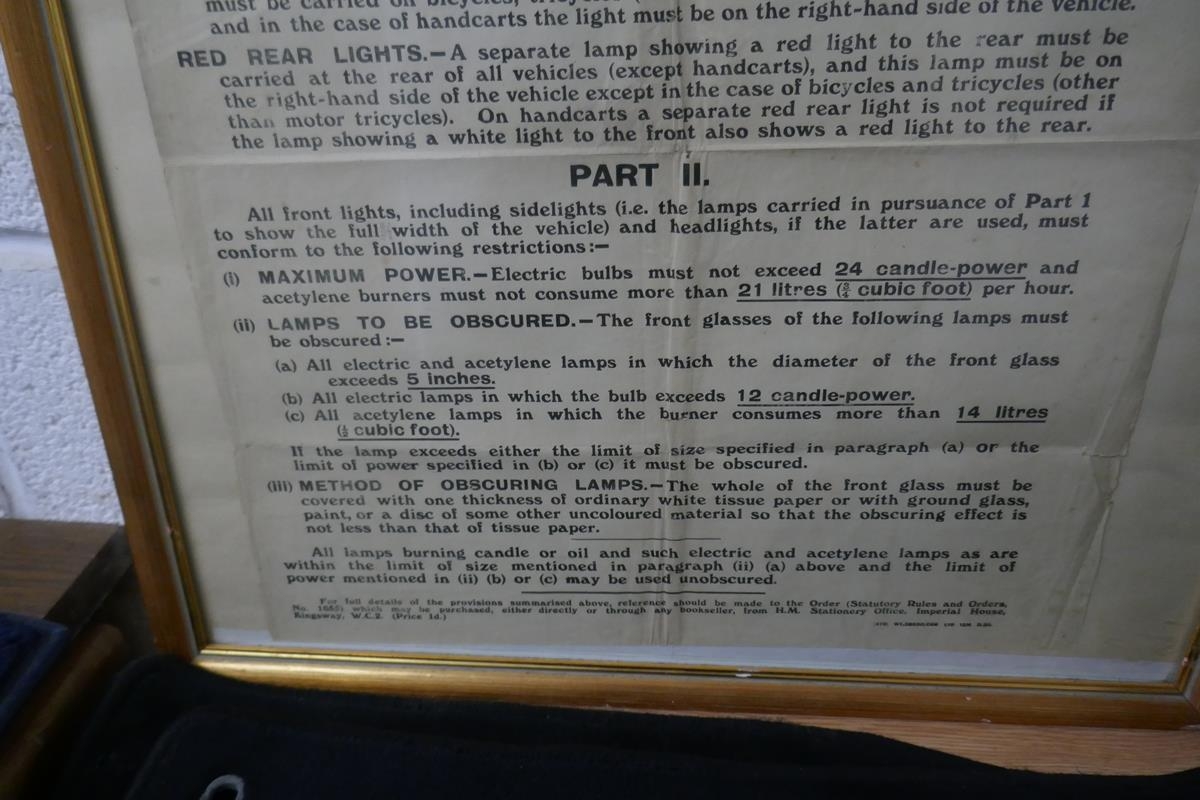 must be carried on bicycles, tricycles
and in the case of handcarts the light must be on the right-hand side of the vehicle.
RED REAR LIGHTS.—A separate lamp showing a red light to the rear must be
carried at the rear of all vehicles (except handcarts), and this lamp must be on
the right-hand side of the vehicle except in the case of bicycles and tricycles (other
than motor tricycles). On handcarts a separate red rear light is not required if
the lamp showing a white light to the front also shows a red light to the rear.
PART II.
All front lights, including sidelights (i.e. the lamps carried in pursuance of Part 1
to show the full width of the vehicle) and headlights, if the latter are used, must
conform to the following restrictions:—
(i) MAXIMUM POWER.—Electric bulbs must not exceed 24 candle-power and
acetylene burners must not consume more than 21 litres (¾ cubic foot) per hour.
(ii) LAMPS TO BE OBSCURED.—The front glasses of the following lamps must
be obscured:—
(a) All electric and acetylene lamps in which the diameter of the front glass
exceeds 5 inches.
(b) All electric lamps in which the bulb exceeds 12 candle-power.
(c) All acetylene lamps in which the burner consumes more than 14 litres
(½ cubic foot).
If the lamp exceeds either the limit of size specified in paragraph (a) or the
limit of power specified in (b) or (c) it must be obscured.
(iii) METHOD OF OBSCURING LAMPS.—The whole of the front glass must be
covered with one thickness of ordinary white tissue paper or with ground glass,
paint, or a disc of some other uncoloured material so that the obscuring effect is
not less than that of tissue paper.
All lamps burning candle or oil and such electric and acetylene lamps as are
within the limit of size mentioned in paragraph (ii) (a) above and the limit of
power mentioned in (ii) (b) or (c) may be used unobscured.
For full details of the provisions summarised above, reference should be made to the Order (Statutory Rules and Orders,
No. ) which may be purchased, either directly or through any bookseller, from H.M. Stationery Office, Imperial House,
Kingsway, W.C.2. (Price 1d.)